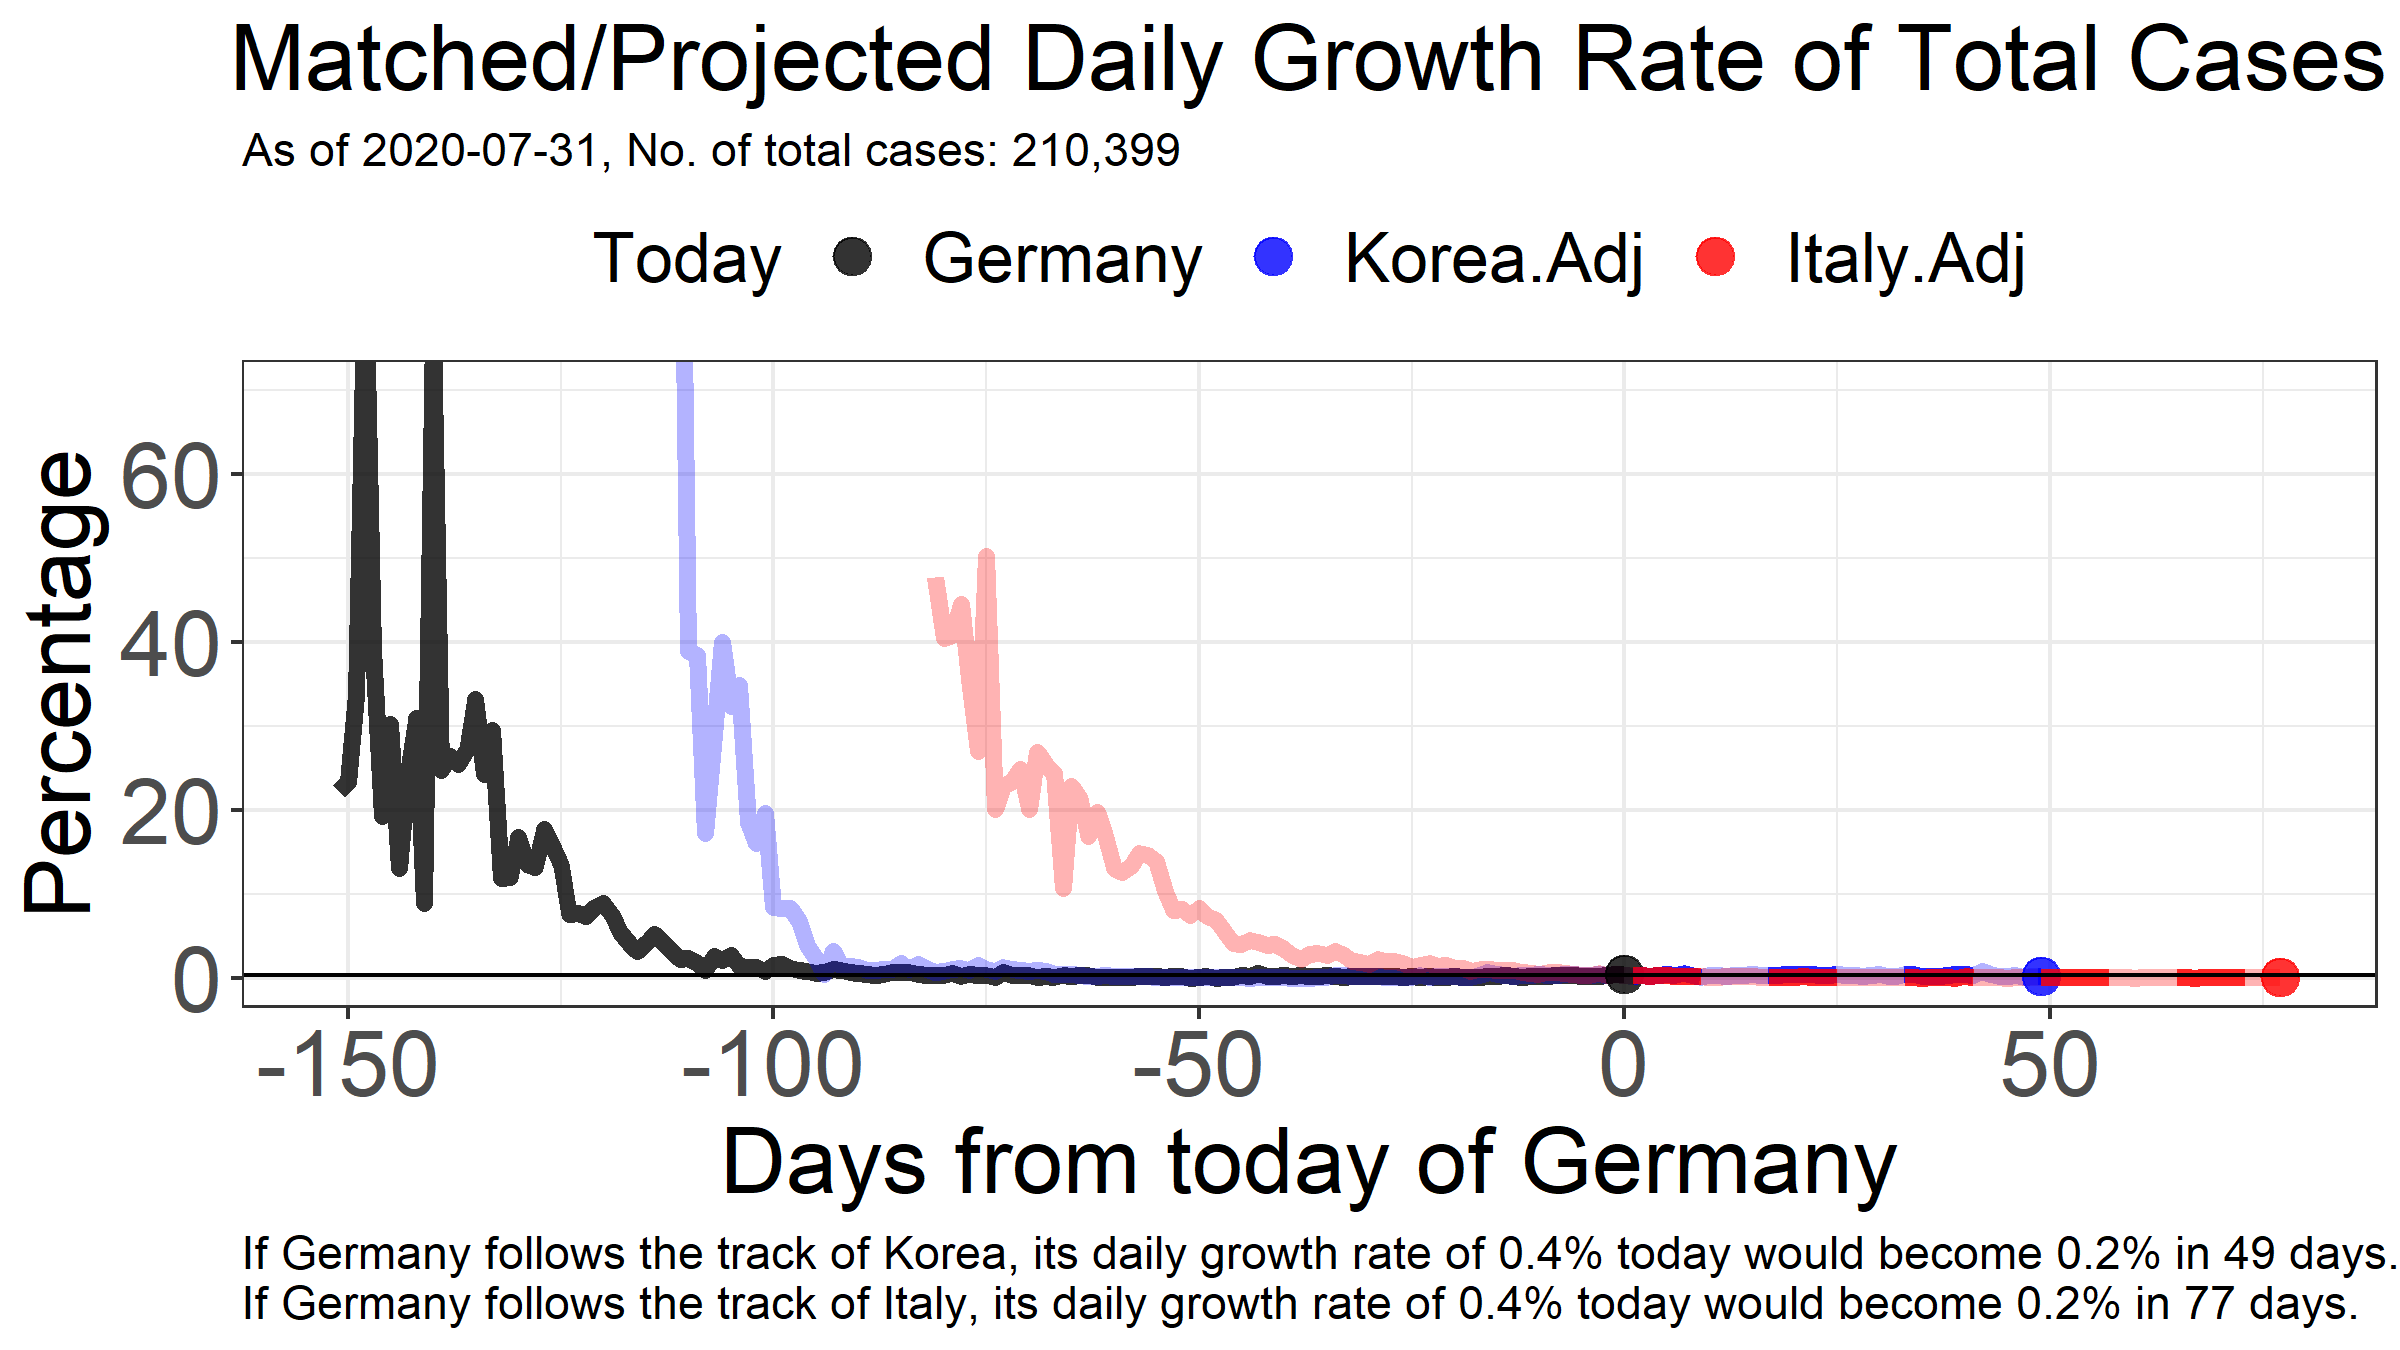 Matched/Projected Daily Growth Rate of Total Cases
As of 2020-07-31, No. of total cases: 210,399
Today Germany Korea.Adj Italy.Adj
Percentage
60
40
20
0
-150 -100 -50 0 50
Days from today of Germany
If Germany follows the track of Korea, its daily growth rate of 0.4% today would become 0.2% in 49 days.
If Germany follows the track of Italy, its daily growth rate of 0.4% today would become 0.2% in 77 days.